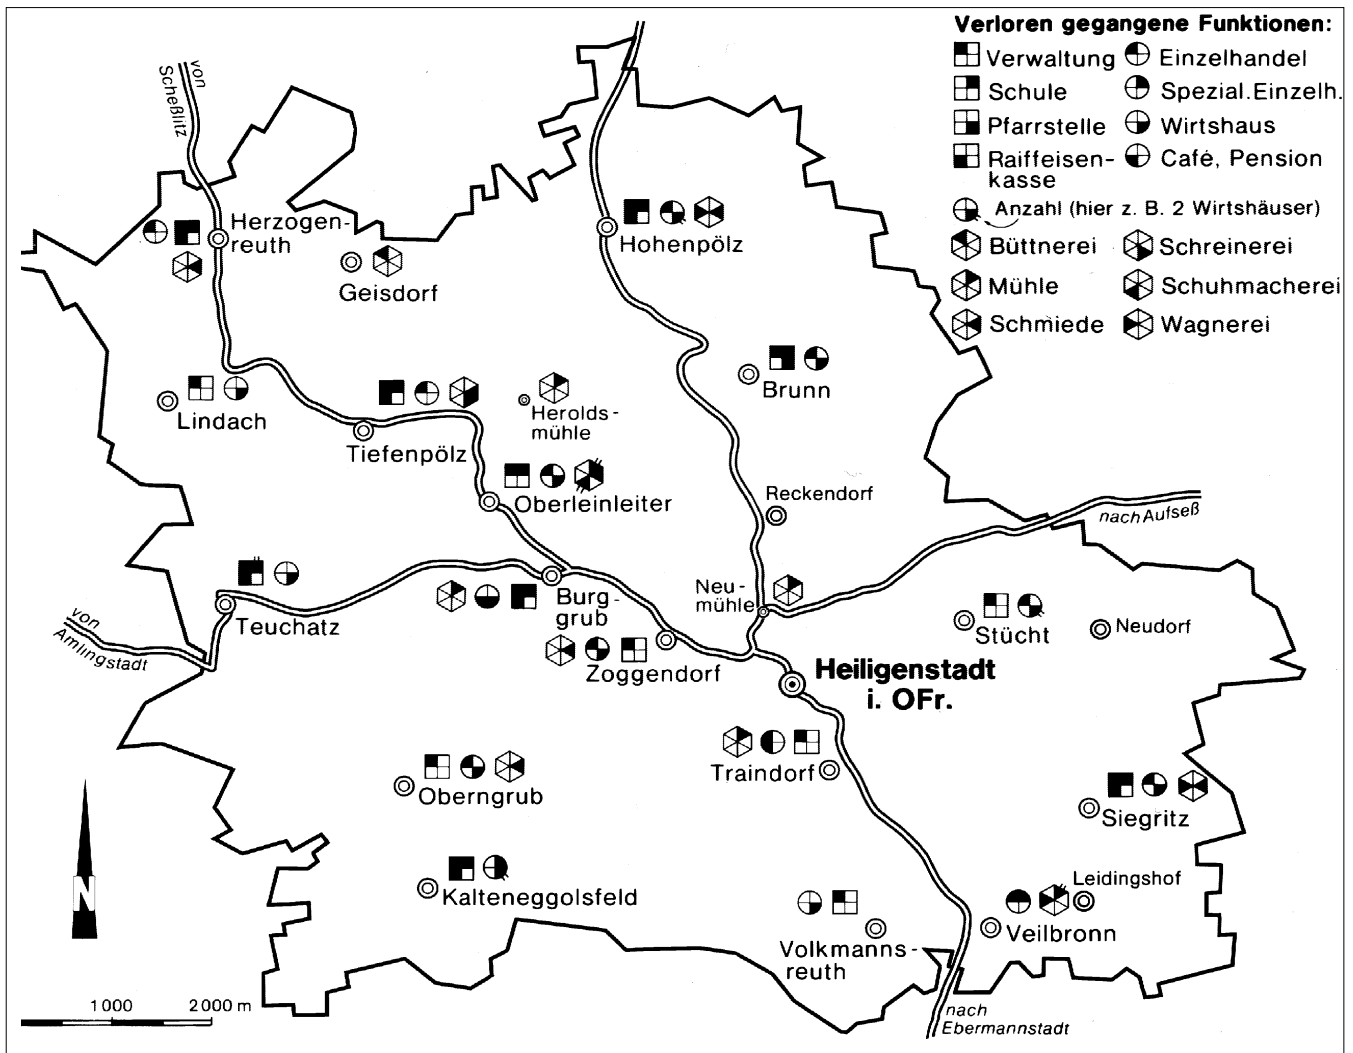 Verloren gegangene Funktionen:
Verwaltung
Einzelhandel
Schule
Spezial. Einzelh.
Pfarrstelle
Wirtshaus
Raiffeisen-
kasse
Café, Pension
Anzahl (hier z. B. 2 Wirtshäuser)
Büttnerei
Schreinerei
Mühle
Schuhmacherei
Schmiede
Wagnerei
von
Scheßlitz
Herzogen-
reuth
Geisdorf
Hohenpölz
Lindach
Tiefenpölz
Herolds-
mühle
Brunn
Oberleinleiter
Reckendorf
nach Aufseß
Teuchatz
Burg-
grub
Neu-
mühle
von
Amlingstadt
Zoggendorf
Stücht
Neudorf
Heiligenstadt
i. OFr.
Traindorf
Oberngrub
Siegritz
Kalteneggolsfeld
Leidingshof
Veilbronn
Volkmanns-
reuth
N
1000
2000 m
nach
Ebermannstadt